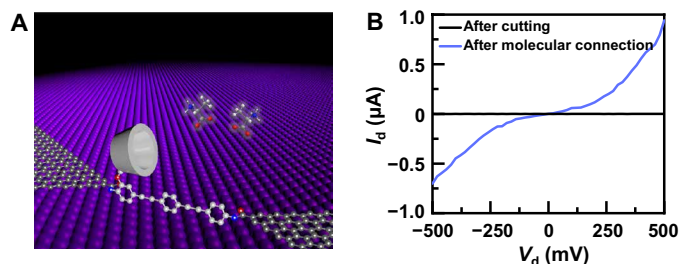 A
B
After cutting
After molecular connection
1.0
0.5
0
−0.5
−1.0
I_d (µA)
−500 −250 0 250 500
V_d (mV)